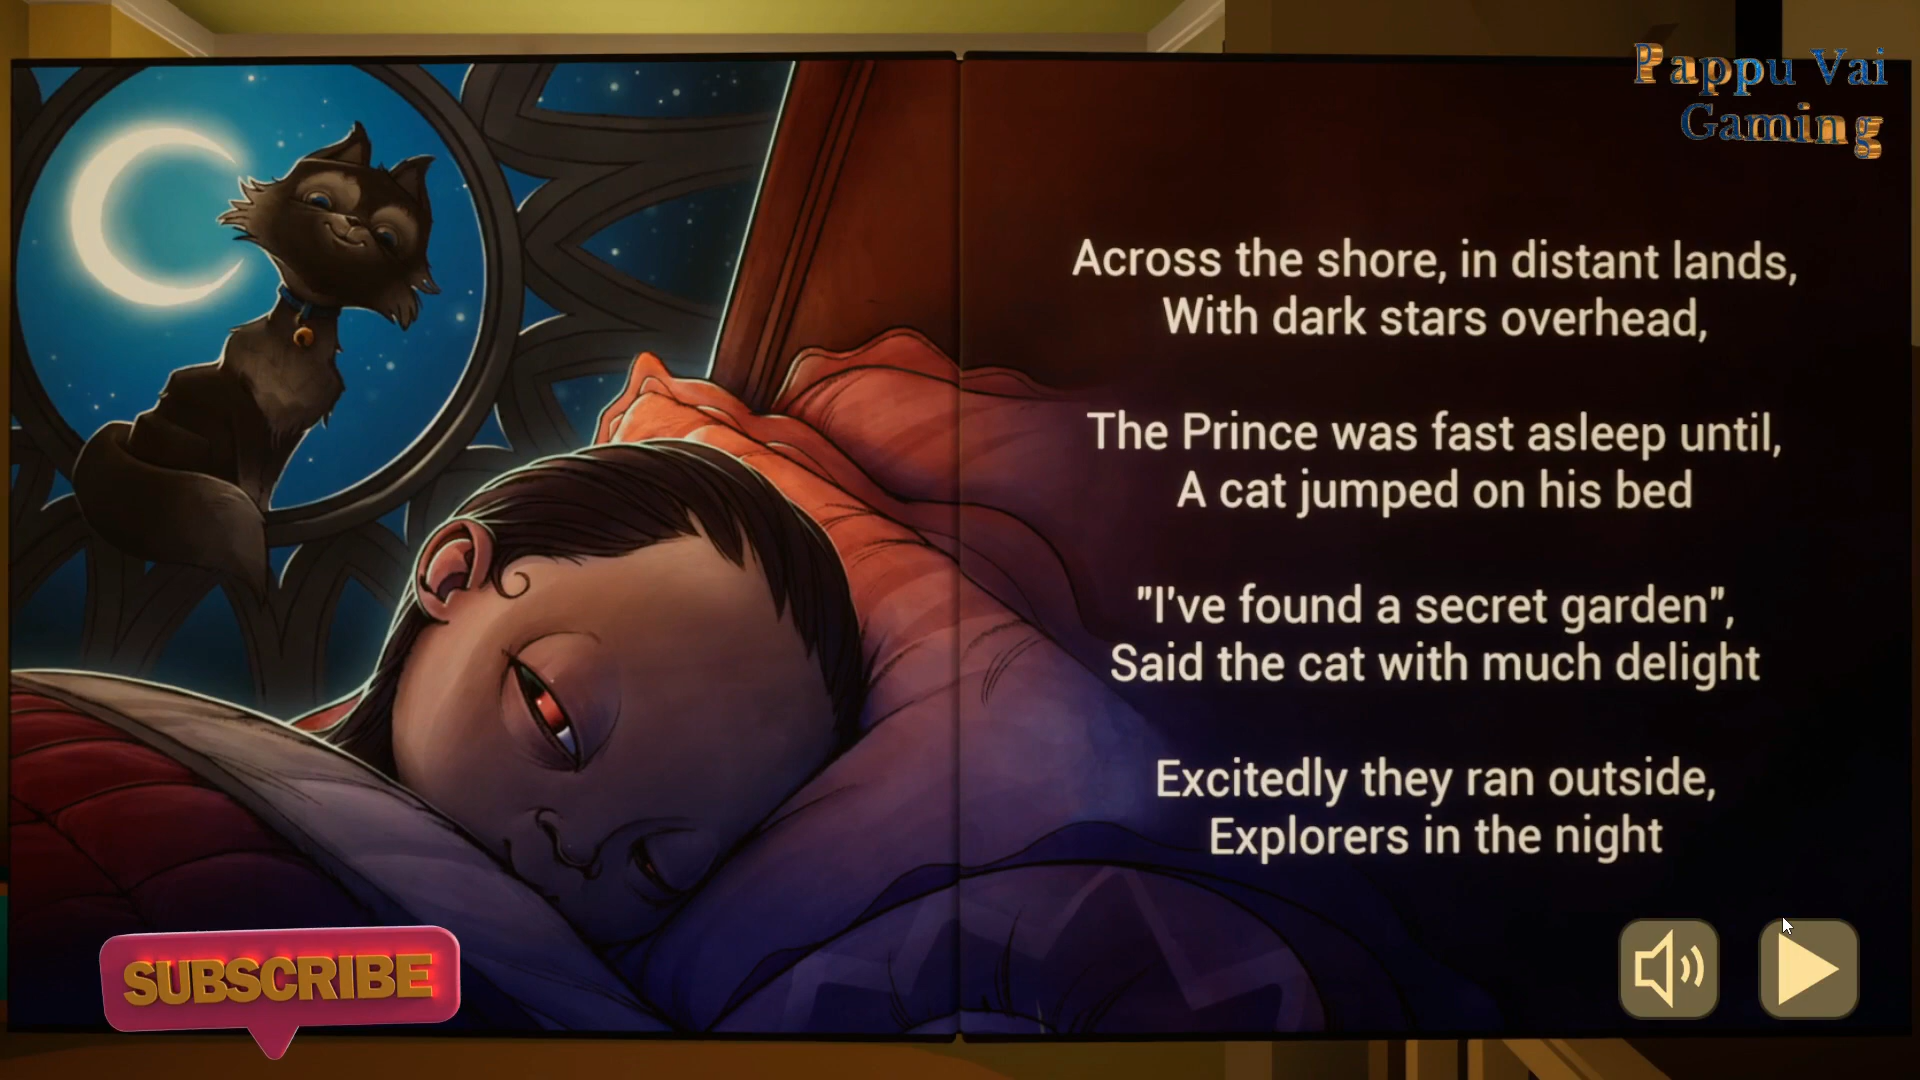 Pappu Vai
Gaming
Across the shore, in distant lands,
With dark stars overhead,
The Prince was fast asleep until,
A cat jumped on his bed
"I've found a secret garden",
Said the cat with much delight
Excitedly they ran outside,
Explorers in the night
SUBSCRIBE